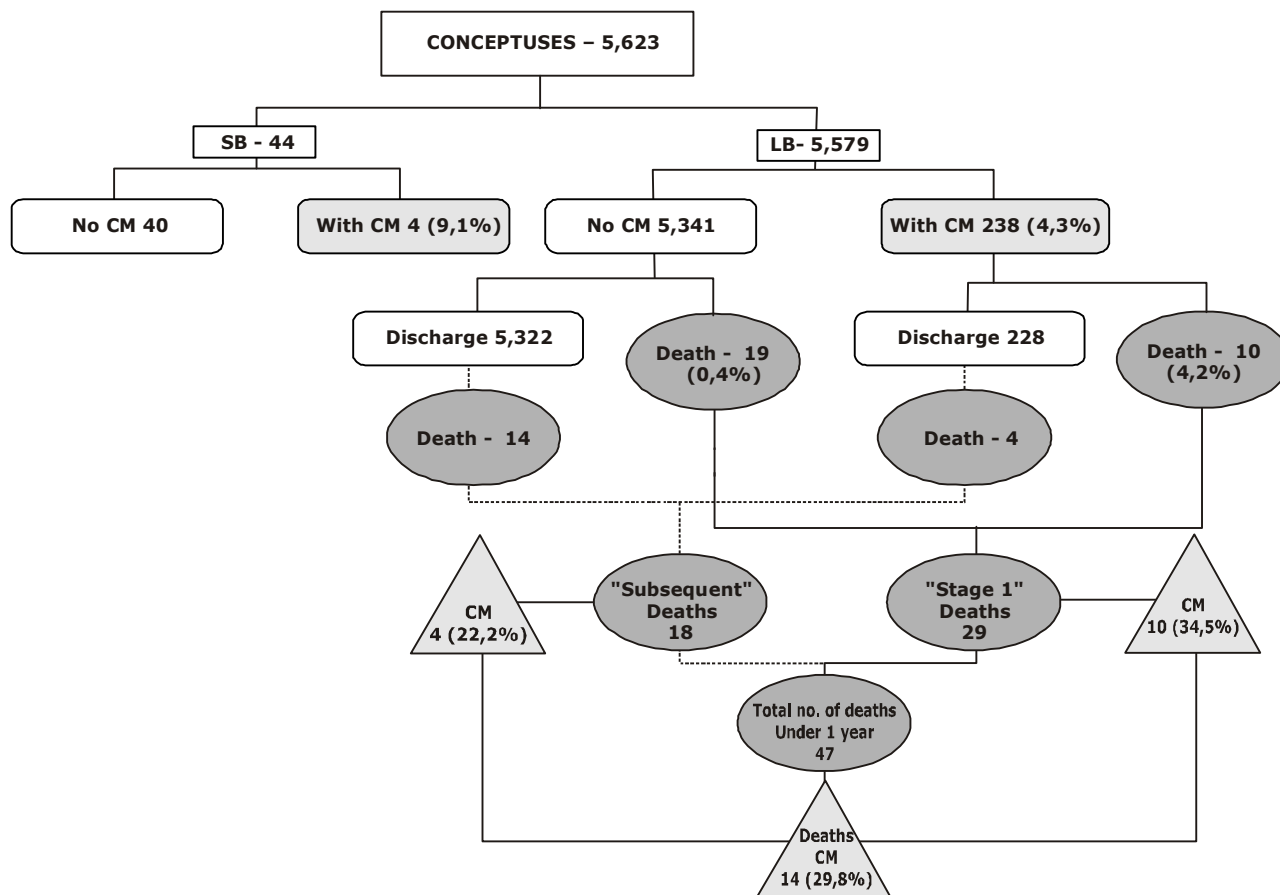 CONCEPTUSES – 5,623
SB - 44
LB- 5,579
No CM 40
With CM 4 (9,1%)
No CM 5,341
With CM 238 (4,3%)
Discharge 5,322
Death - 19
(0,4%)
Discharge 228
Death - 10
(4,2%)
Death - 14
Death - 4
CM
4 (22,2%)
"Subsequent"
Deaths
18
"Stage 1"
Deaths
29
CM
10 (34,5%)
Total no. of deaths
Under 1 year
47
Deaths
CM
14 (29,8%)